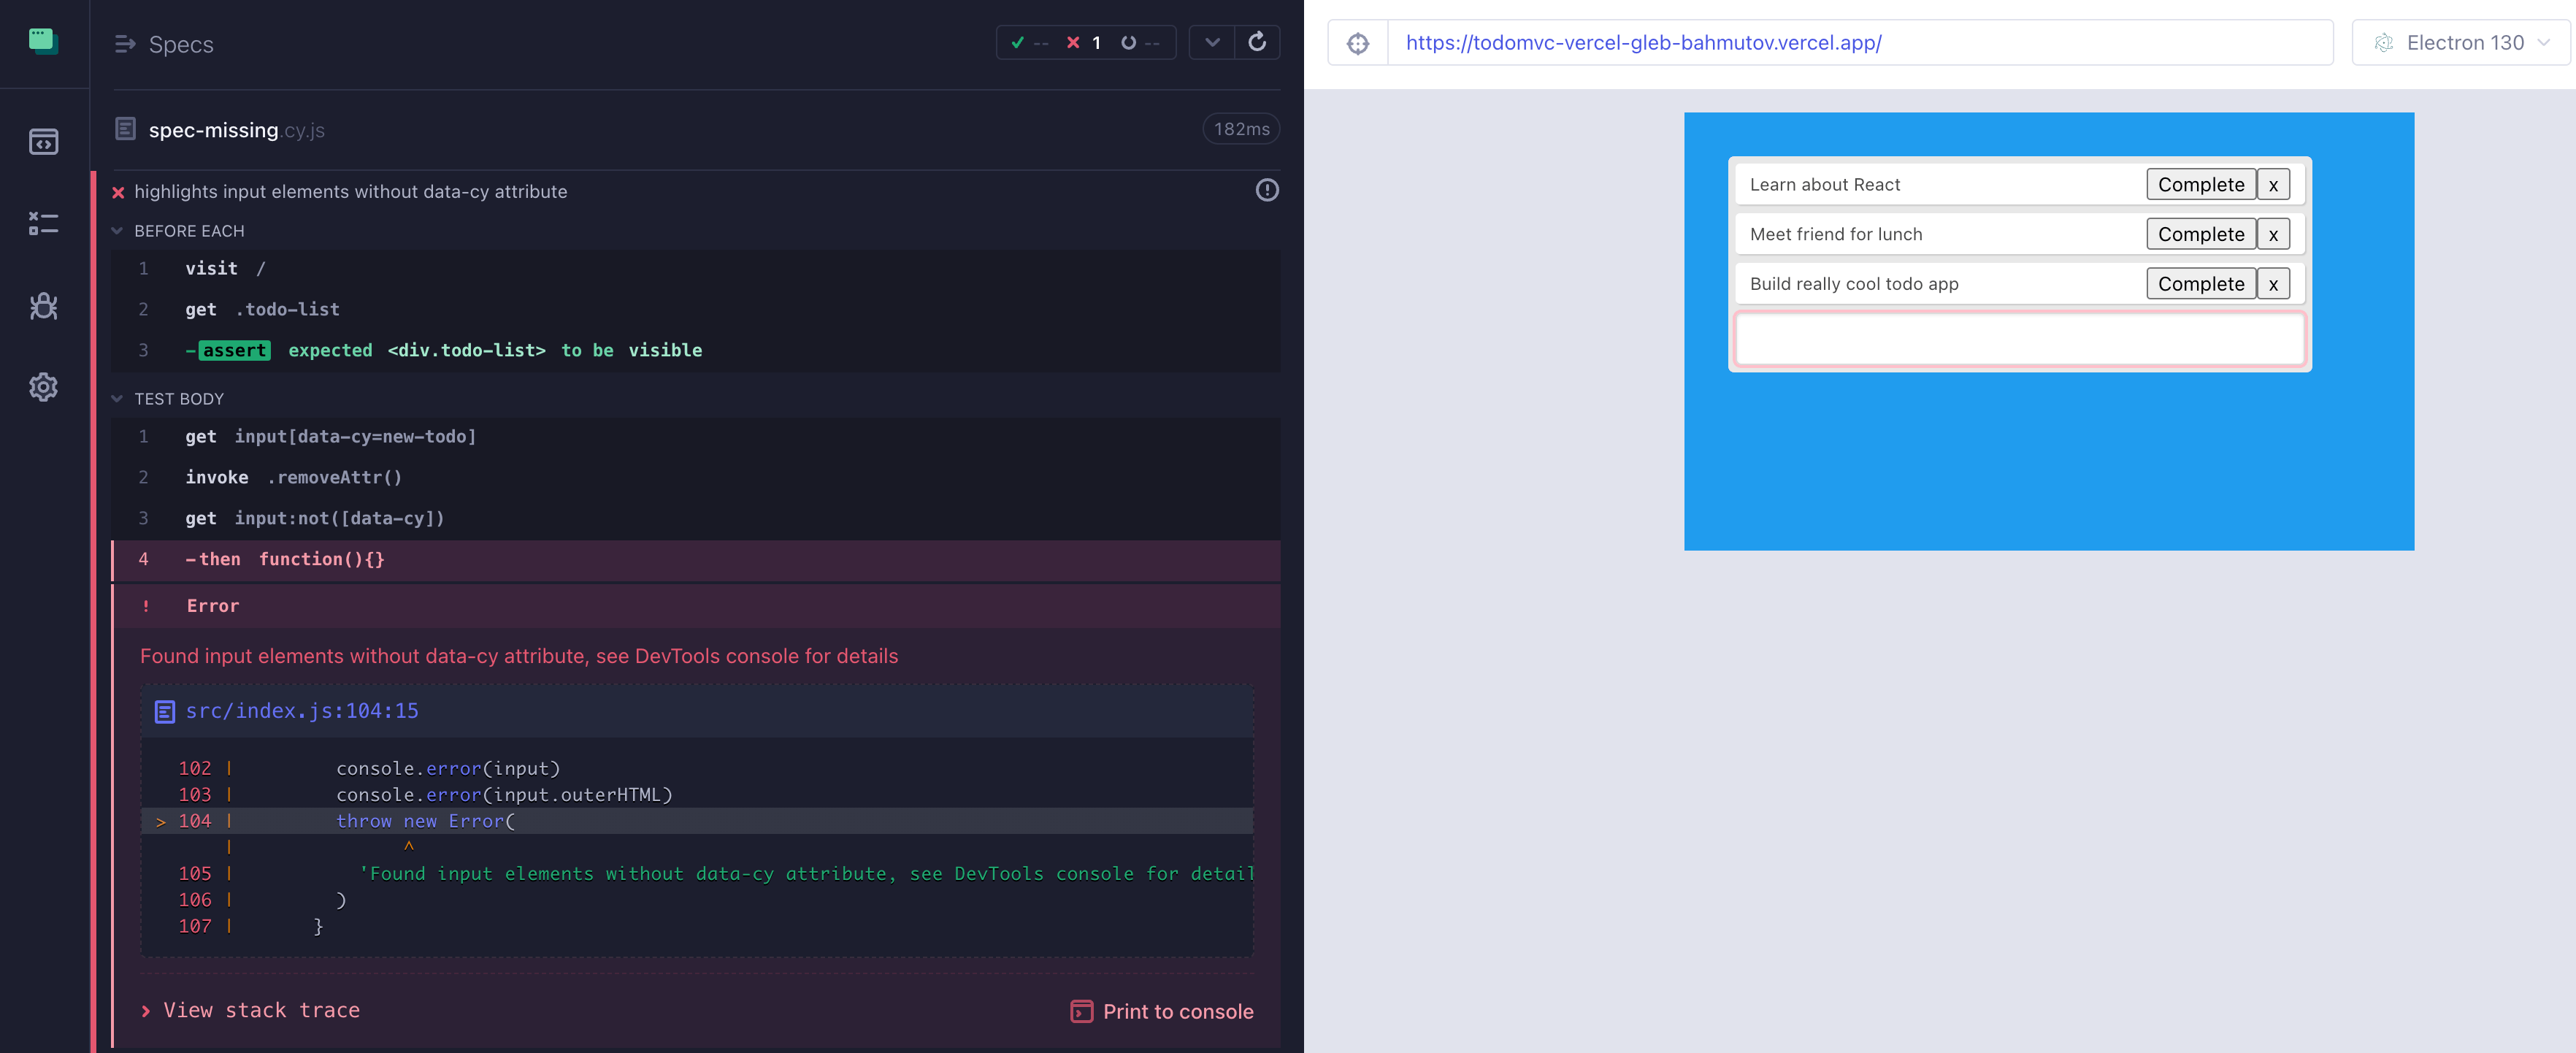 Specs
-- 1 --
spec-missing.cy.js 182ms
highlights input elements without data-cy attribute
BEFORE EACH
1 visit /
2 get .todo-list
3 -assert expected <div.todo-list> to be visible
TEST BODY
1 get input[data-cy=new-todo]
2 invoke .removeAttr()
3 get input:not([data-cy])
4 -then function(){}
! Error
Found input elements without data-cy attribute, see DevTools console for details
src/index.js:104:15
102 | console.error(input)
103 | console.error(input.outerHTML)
> 104 | throw new Error(
| ^
105 | 'Found input elements without data-cy attribute, see DevTools console for detail
106 | )
107 | }
View stack trace
Print to console
https://todomvc-vercel-gleb-bahmutov.vercel.app/
Electron 130
Learn about React Complete x
Meet friend for lunch Complete x
Build really cool todo app Complete x